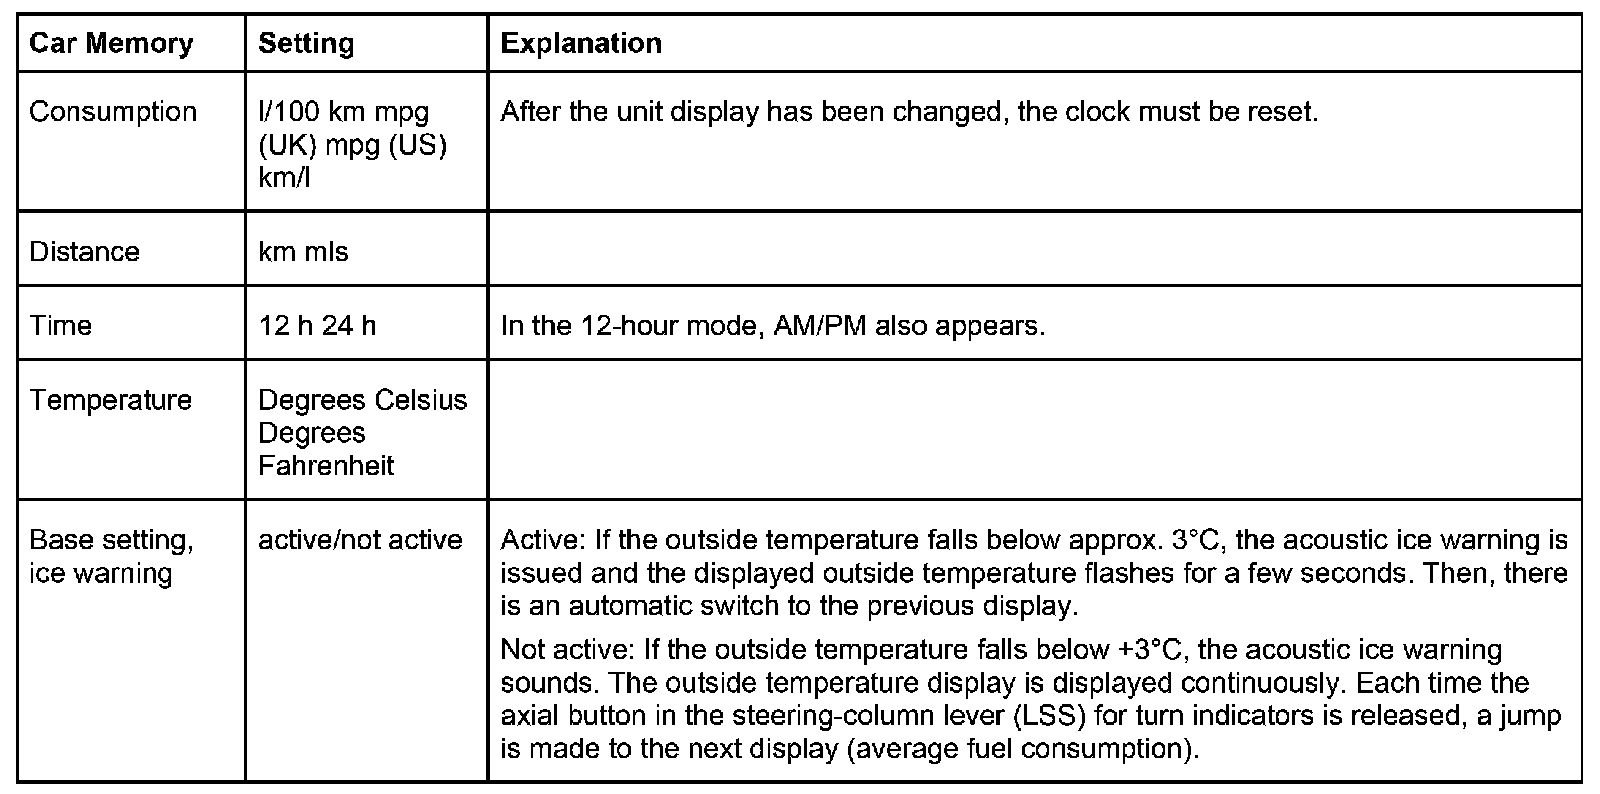 Car Memory
Setting
Explanation
Consumption
l/100 km mpg
(UK) mpg (US)
km/l
After the unit display has been changed, the clock must be reset.
Distance
km mls
Time
12 h 24 h
In the 12-hour mode, AM/PM also appears.
Temperature
Degrees Celsius
Degrees
Fahrenheit
Base setting,
ice warning
active/not active
Active: If the outside temperature falls below approx. 3°C, the acoustic ice warning is
issued and the displayed outside temperature flashes for a few seconds. Then, there
is an automatic switch to the previous display.
Not active: If the outside temperature falls below +3°C, the acoustic ice warning
sounds. The outside temperature display is displayed continuously. Each time the
axial button in the steering-column lever (LSS) for turn indicators is released, a jump
is made to the next display (average fuel consumption).